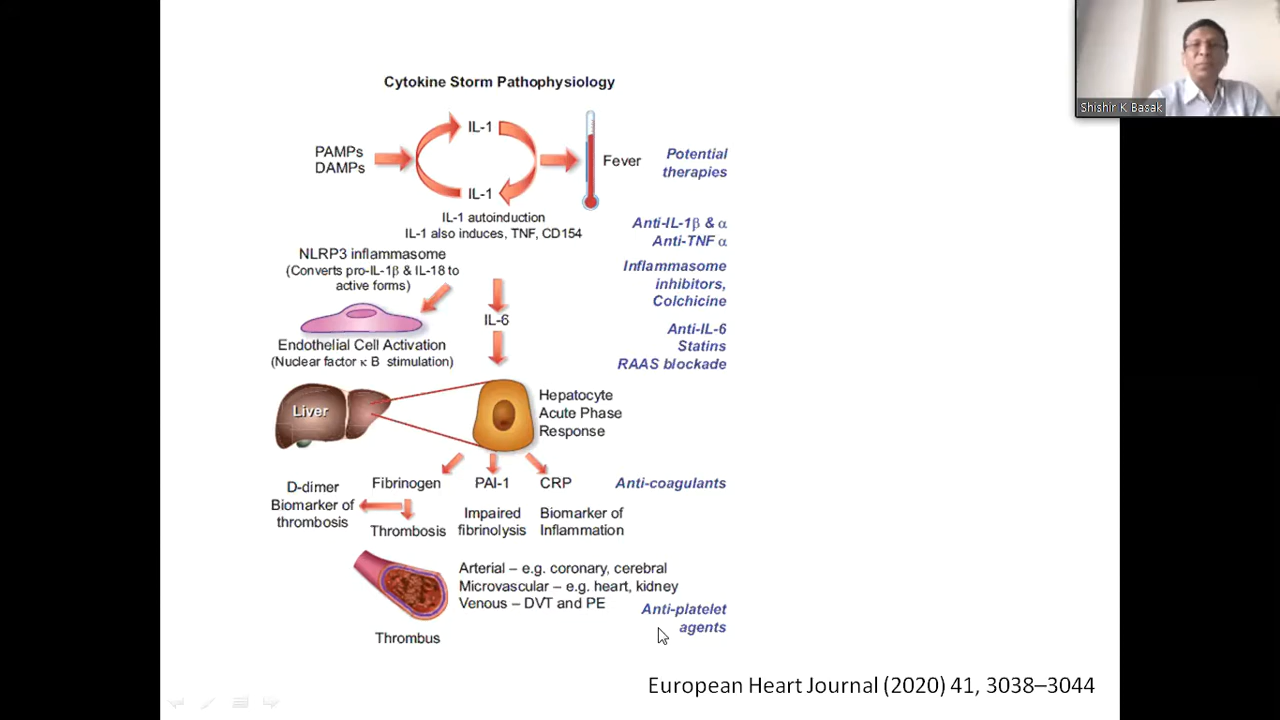 Shishir K Basak
Cytokine Storm Pathophysiology
IL-1
PAMPs
DAMPs
Fever
IL-1
Potential
therapies
IL-1 autoinduction
IL-1 also induces, TNF, CD154
Anti-IL-1β & α
Anti-TNF α
NLRP3 inflammasome
(Converts pro-IL-1β & IL-18 to
active forms)
Inflammasome
inhibitors,
Colchicine
IL-6
Anti-IL-6
Statins
RAAS blockade
Endothelial Cell Activation
(Nuclear factor κ B stimulation)
Liver
Hepatocyte
Acute Phase
Response
Fibrinogen
PAI-1
CRP
Anti-coagulants
D-dimer
Biomarker of
thrombosis
Thrombosis
Impaired
fibrinolysis
Biomarker of
Inflammation
Arterial – e.g. coronary, cerebral
Microvascular – e.g. heart, kidney
Venous – DVT and PE
Anti-platelet
agents
Thrombus
European Heart Journal (2020) 41, 3038–3044